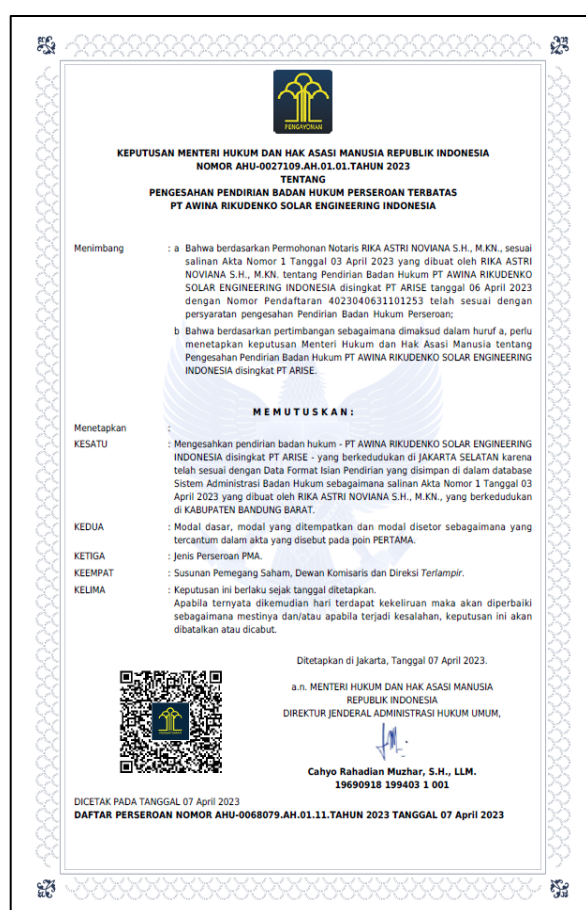 PENGAYOMAN
KEPUTUSAN MENTERI HUKUM DAN HAK ASASI MANUSIA REPUBLIK INDONESIA
NOMOR AHU-0027109.AH.01.01.TAHUN 2023
TENTANG
PENGESAHAN PENDIRIAN BADAN HUKUM PERSEROAN TERBATAS
PT AWINA RIKUDENKO SOLAR ENGINEERING INDONESIA
Menimbang : a Bahwa berdasarkan Permohonan Notaris RIKA ASTRI NOVIANA S.H., M.KN., sesuai
salinan Akta Nomor 1 Tanggal 03 April 2023 yang dibuat oleh RIKA ASTRI
NOVIANA S.H., M.KN. tentang Pendirian Badan Hukum PT AWINA RIKUDENKO
SOLAR ENGINEERING INDONESIA disingkat PT ARISE tanggal 06 April 2023
dengan Nomor Pendaftaran 4023040631101253 telah sesuai dengan
persyaratan pengesahan Pendirian Badan Hukum Perseroan;
b Bahwa berdasarkan pertimbangan sebagaimana dimaksud dalam huruf a, perlu
menetapkan keputusan Menteri Hukum dan Hak Asasi Manusia tentang
Pengesahan Pendirian Badan Hukum PT AWINA RIKUDENKO SOLAR ENGINEERING
INDONESIA disingkat PT ARISE.
M E M U T U S K A N :
Menetapkan :
KESATU : Mengesahkan pendirian badan hukum - PT AWINA RIKUDENKO SOLAR ENGINEERING
INDONESIA disingkat PT ARISE - yang berkedudukan di JAKARTA SELATAN karena
telah sesuai dengan Data Format Isian Pendirian yang disimpan di dalam database
Sistem Administrasi Badan Hukum sebagaimana salinan Akta Nomor 1 Tanggal 03
April 2023 yang dibuat oleh RIKA ASTRI NOVIANA S.H., M.KN., yang berkedudukan
di KABUPATEN BANDUNG BARAT.
KEDUA : Modal dasar, modal yang ditempatkan dan modal disetor sebagaimana yang
tercantum dalam akta yang disebut pada poin PERTAMA.
KETIGA : Jenis Perseroan PMA.
KEEMPAT : Susunan Pemegang Saham, Dewan Komisaris dan Direksi Terlampir.
KELIMA : Keputusan ini berlaku sejak tanggal ditetapkan.
Apabila ternyata dikemudian hari terdapat kekeliruan maka akan diperbaiki
sebagaimana mestinya dan/atau apabila terjadi kesalahan, keputusan ini akan
dibatalkan atau dicabut.
Ditetapkan di Jakarta, Tanggal 07 April 2023.
a.n. MENTERI HUKUM DAN HAK ASASI MANUSIA
REPUBLIK INDONESIA
DIREKTUR JENDERAL ADMINISTRASI HUKUM UMUM,
Cahyo Rahadian Muzhar, S.H., LLM.
19690918 199403 1 001
DICETAK PADA TANGGAL 07 April 2023
DAFTAR PERSEROAN NOMOR AHU-0068079.AH.01.11.TAHUN 2023 TANGGAL 07 April 2023